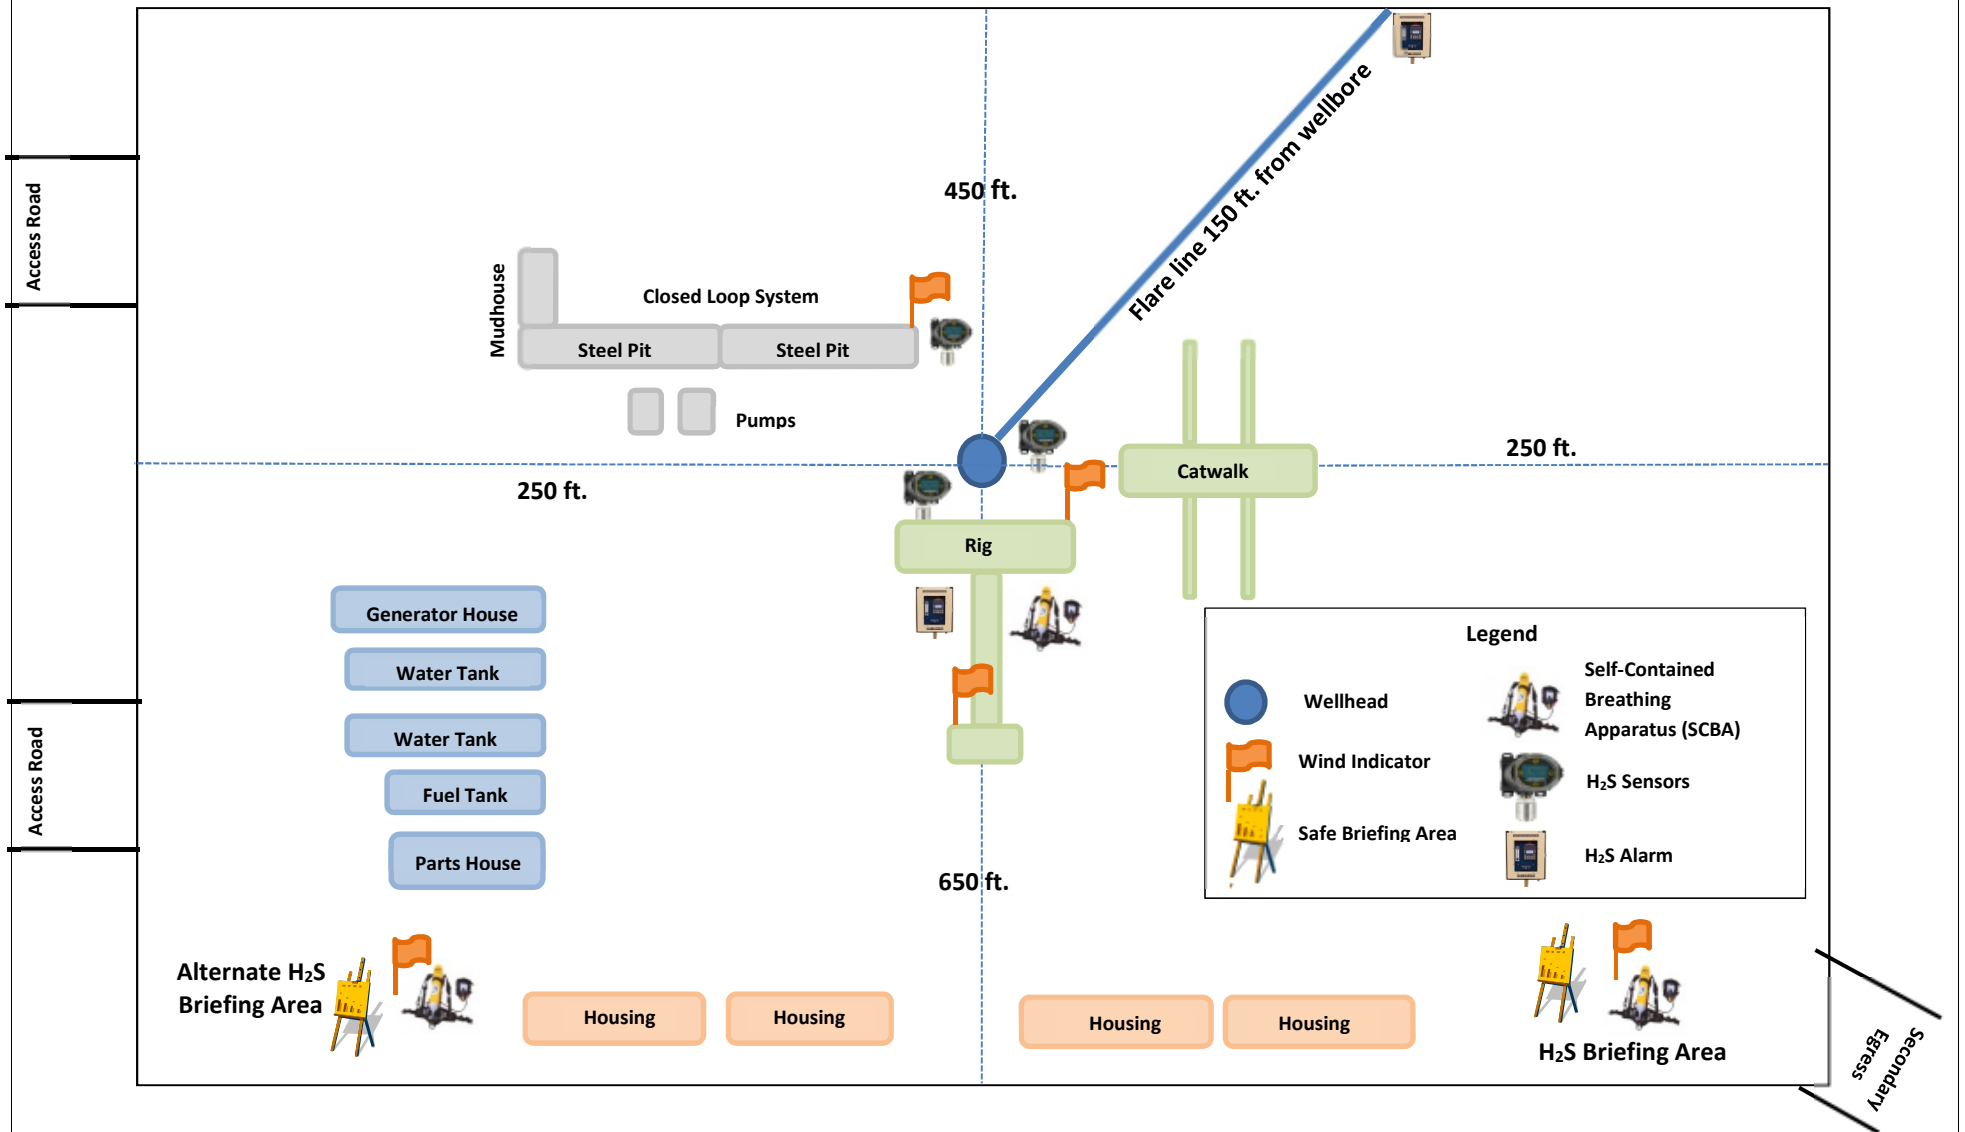 450 ft.
Flare line 150 ft. from wellbore
Access Road
Mudhouse
Closed Loop System
Steel Pit
Steel Pit
Pumps
250 ft.
Catwalk
250 ft.
Rig
Generator House
Water Tank
Water Tank
Fuel Tank
Parts House
Access Road
650 ft.
Legend
Wellhead
Wind Indicator
Safe Briefing Area
Self-Contained
Breathing
Apparatus (SCBA)
H₂S Sensors
H₂S Alarm
Alternate H₂S
Briefing Area
Housing
Housing
Housing
Housing
H₂S Briefing Area
Secondary
Egress